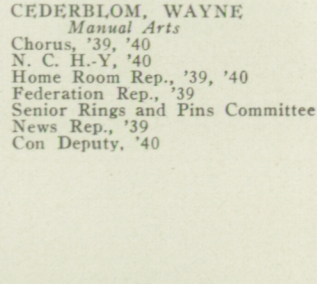 CEDERBLOM, WAYNE
Manual Arts
Chorus, '39, '40
N. C. H.-Y, '40
Home Room Rep., '39, '40
Federation Rep., '39
Senior Rings and Pins Committee
News Rep., '39
Con Deputy, '40